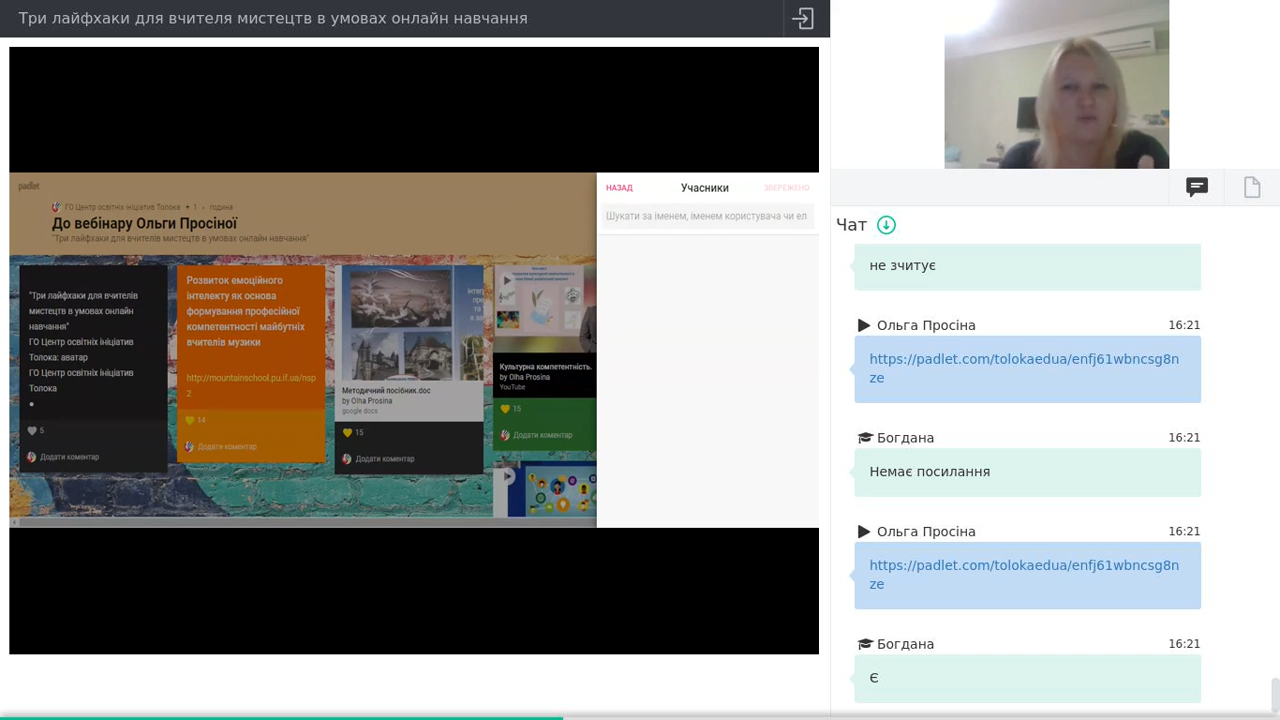 Три лайфхаки для вчителя мистецтв в умовах онлайн навчання
padlet
ГО Центр освітніх ініціатив Толока + 1 • година
До вебінару Ольги Просіної
"Три лайфхаки для вчителів мистецтв в умовах онлайн навчання"
"Три лайфхаки для вчителів
мистецтв в умовах онлайн
навчання"
ГО Центр освітніх ініціатив
Толока: аватар
ГО Центр освітніх ініціатив
Толока
5
Додати коментар
Розвиток емоційного
інтелекту як основа
формування професійної
компетентності майбутніх
вчителів музики
http://mountainschool.pu.if.ua/nsp
2
14
Додати коментар
Методичний посібник.doc
by Olha Prosina
google docs
15
Додати коментар
Культурна компетентність.
by Olha Prosina
YouTube
15
Додати коментар
НАЗАД
Учасники
ЗБЕРЕЖЕНО
Шукати за іменем, іменем користувача чи ел
Чат
не зчитує
Ольга Просіна 16:21
https://padlet.com/tolokaedua/enfj61wbncsg8n
ze
Богдана 16:21
Немає посилання
Ольга Просіна 16:21
https://padlet.com/tolokaedua/enfj61wbncsg8n
ze
Богдана 16:21
Є